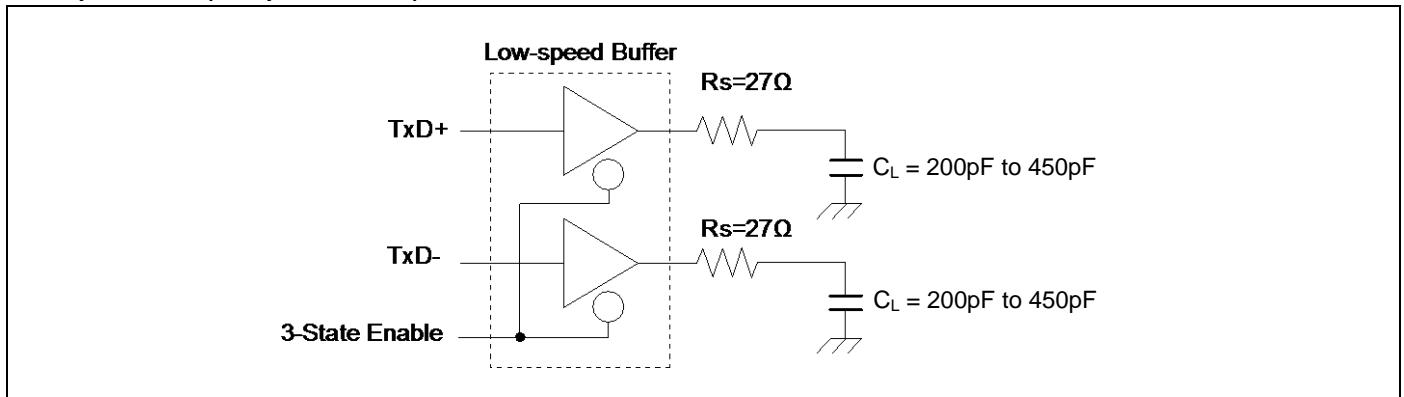 Low-speed Buffer
Rs=27Ω
TxD+
CL = 200pF to 450pF
Rs=27Ω
TxD-
CL = 200pF to 450pF
3-State Enable